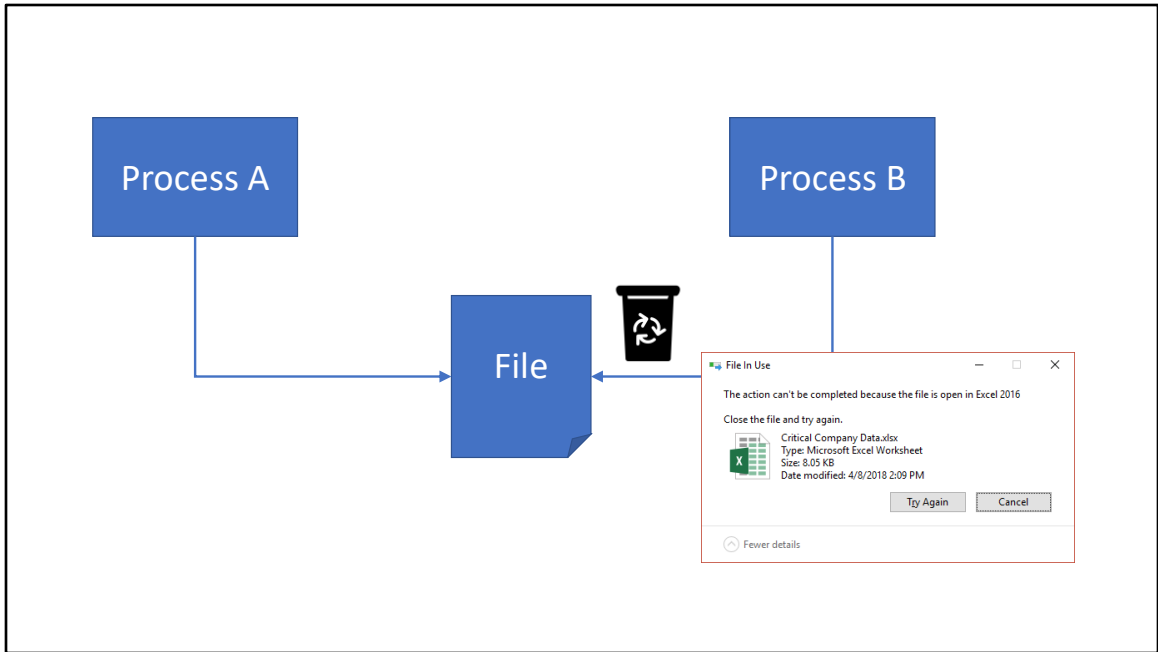 Process A
Process B
File
File In Use
The action can't be completed because the file is open in Excel 2016
Close the file and try again.
X
Critical Company Data.xlsx
Type: Microsoft Excel Worksheet
Size: 8.05 KB
Date modified: 4/8/2018 2:09 PM
Try Again
Cancel
Fewer details